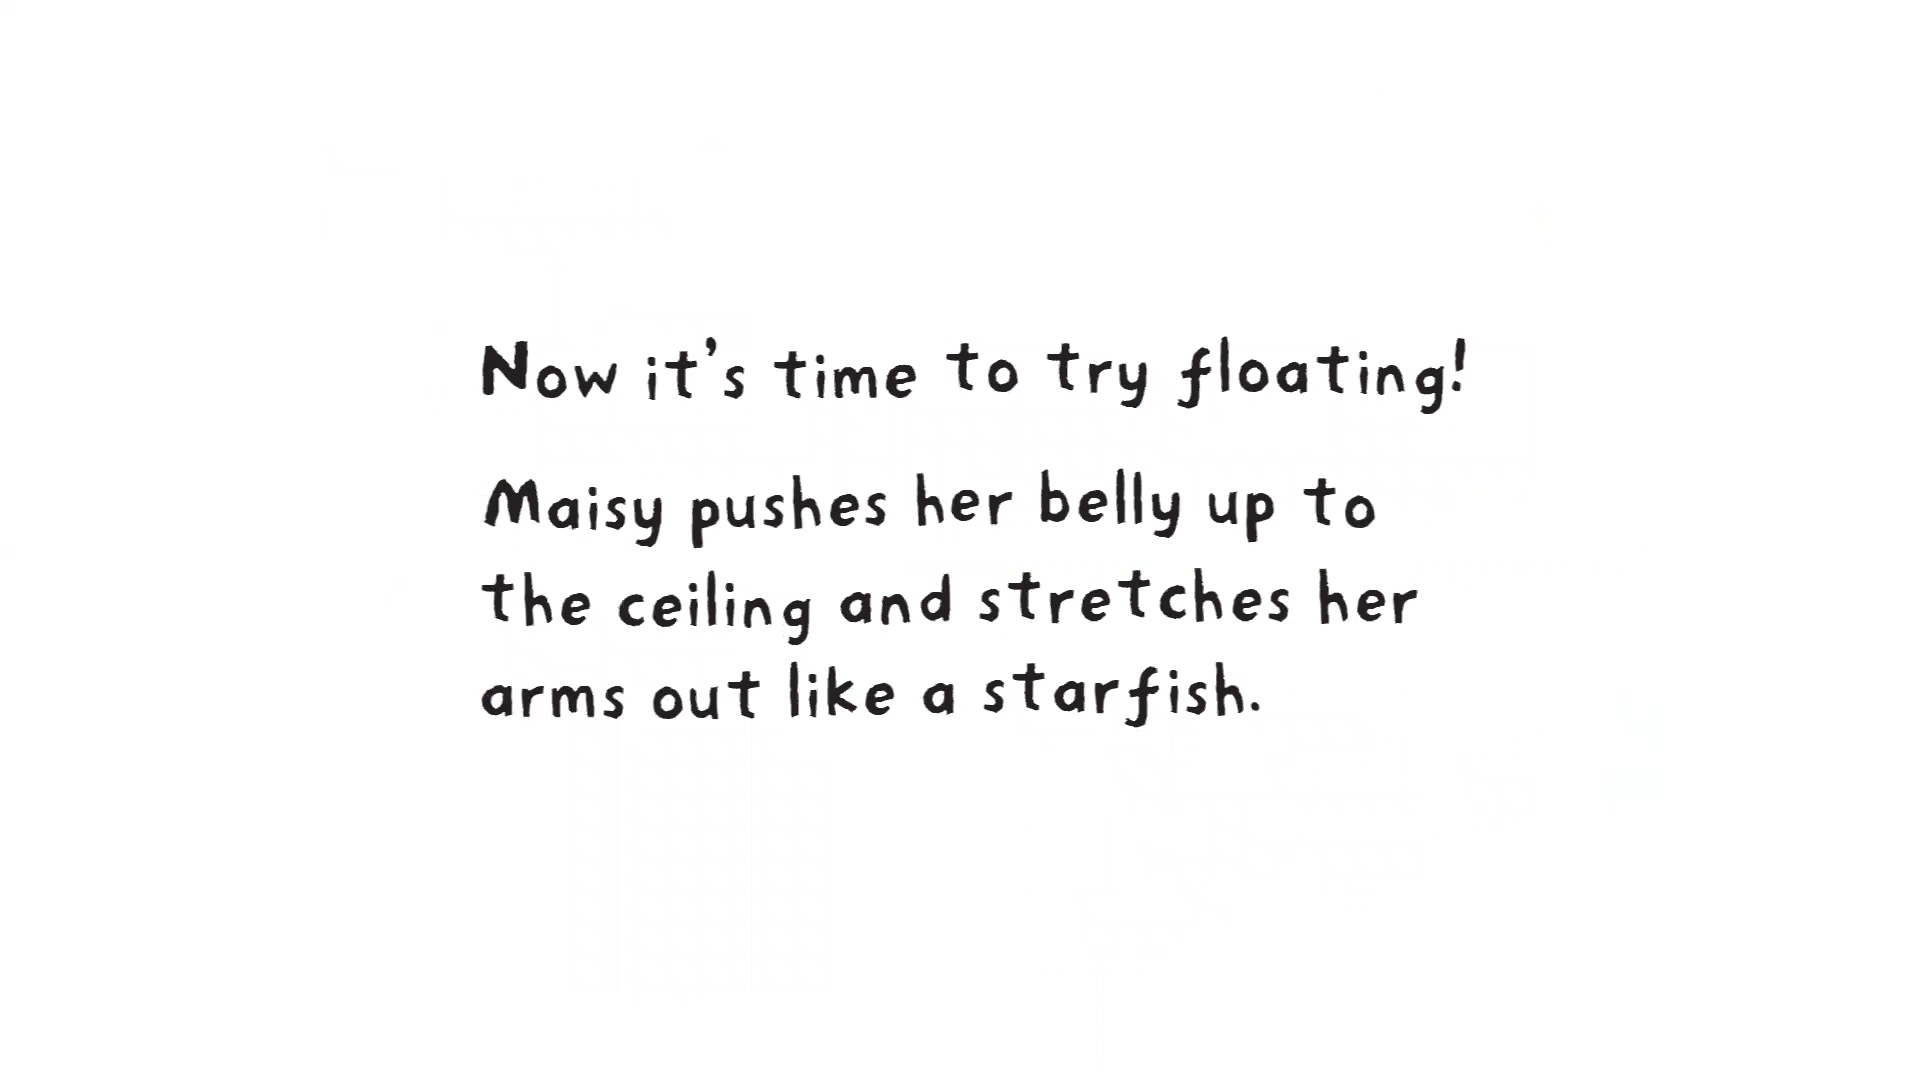 Now it's time to try floating!
Maisy pushes her belly up to
the ceiling and stretches her
arms out like a starfish.